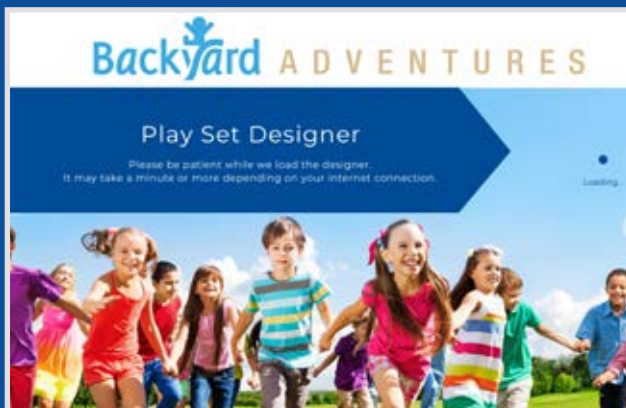 Backyard ADVENTURES
Play Set Designer
Please be patient while we load the designer.
It may take a minute or more depending on your internet connection.
Loading.